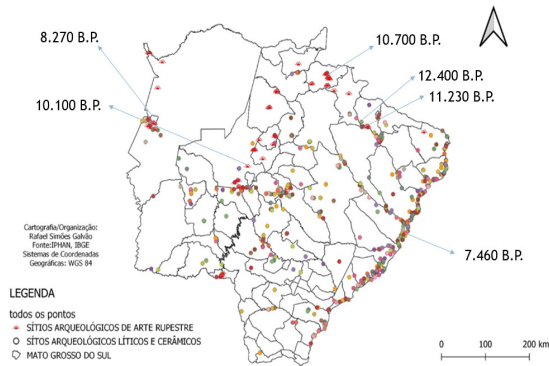 8.270 B.P.
10.700 B.P.
12.400 B.P.
11.230 B.P.
10.100 B.P.
7.460 B.P.
Cartografia/Organização:
Rafael Simões Galvão
Fonte:IPHAN, IBGE
Sistemas de Coordenadas
Geográficas: WGS 84
LEGENDA
todos os pontos
SÍTIOS ARQUEOLÓGICOS DE ARTE RUPESTRE
SÍTOS ARQUEOLÓGICOS LÍTICOS E CERÂMICOS
MATO GROSSO DO SUL
0 100 200 km